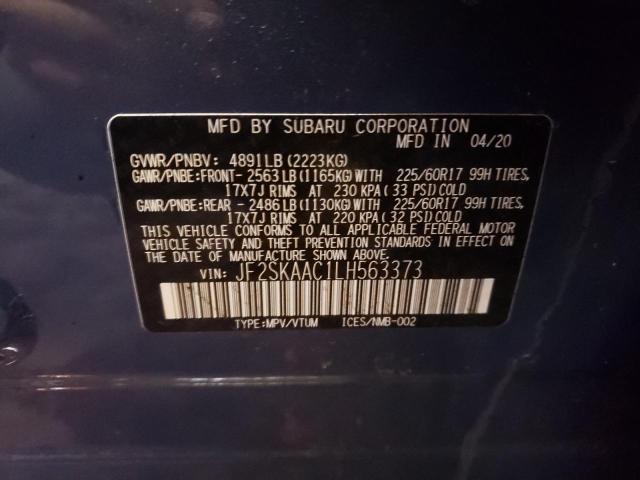 MFD BY SUBARU CORPORATION
MFD IN 04/20
GVWR/PNBV: 4891LB(2223KG)
GAWR/PNBE:FRONT- 2563LB(1165KG)WITH 225/60R17 99H TIRES,
17X7J RIMS AT 230 KPA(33 PSI)COLD
GAWR/PNBE:REAR - 2486LB(1130KG)WITH 225/60R17 99H TIRES,
17X7J RIMS AT 220 KPA(32 PSI)COLD
THIS VEHICLE CONFORMS TO ALL APPLICABLE FEDERAL MOTOR
VEHICLE SAFETY AND THEFT PREVENTION STANDARDS IN EFFECT
ON THE DATE OF MANUFACTURE SHOWN ABOVE.
VIN: JF2SKAAC1LH563373
TYPE:MPV/VTUM ICES/NMB-002